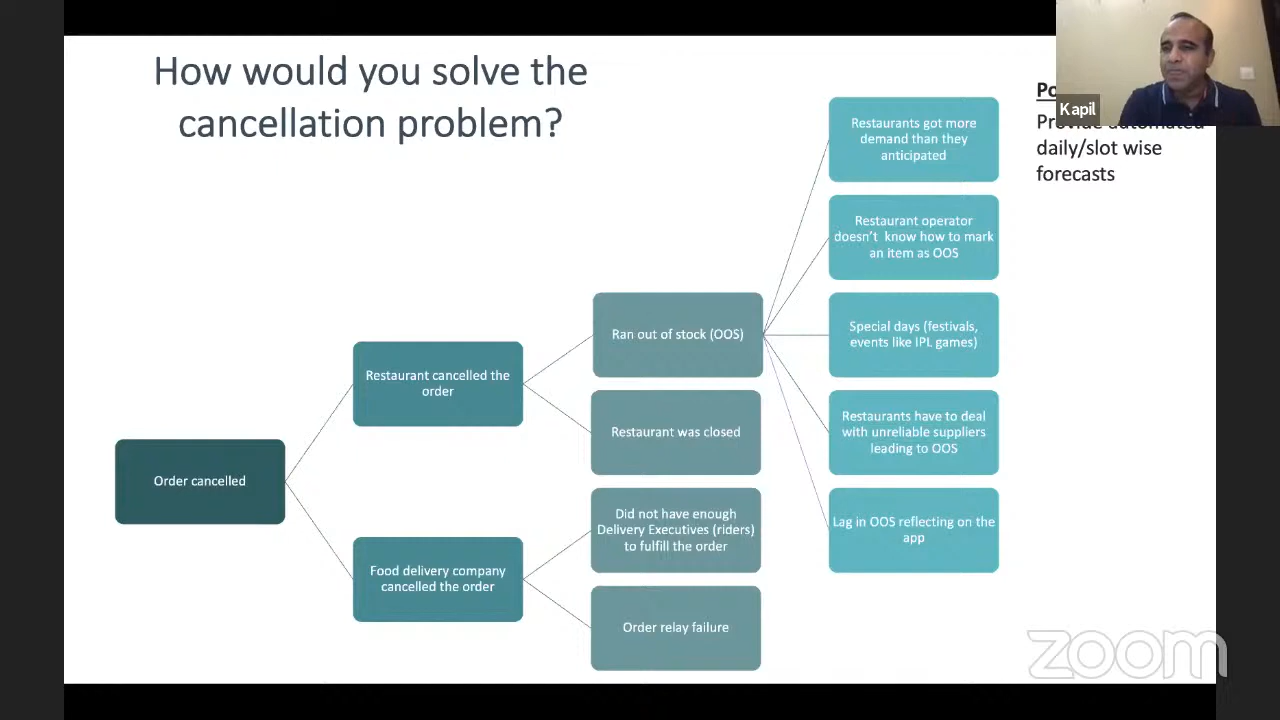 How would you solve the
cancellation problem?
Kapil
daily/slot wise
forecasts
Restaurants got more
demand than they
anticipated
Restaurant operator
doesn't know how to mark
an item as OOS
Special days (festivals,
events like IPL games)
Restaurants have to deal
with unreliable suppliers
leading to OOS
Lag in OOS reflecting on the
app
Ran out of stock (OOS)
Restaurant was closed
Did not have enough
Delivery Executives (riders)
to fulfill the order
Order relay failure
Restaurant cancelled the
order
Food delivery company
cancelled the order
Order cancelled
zoom